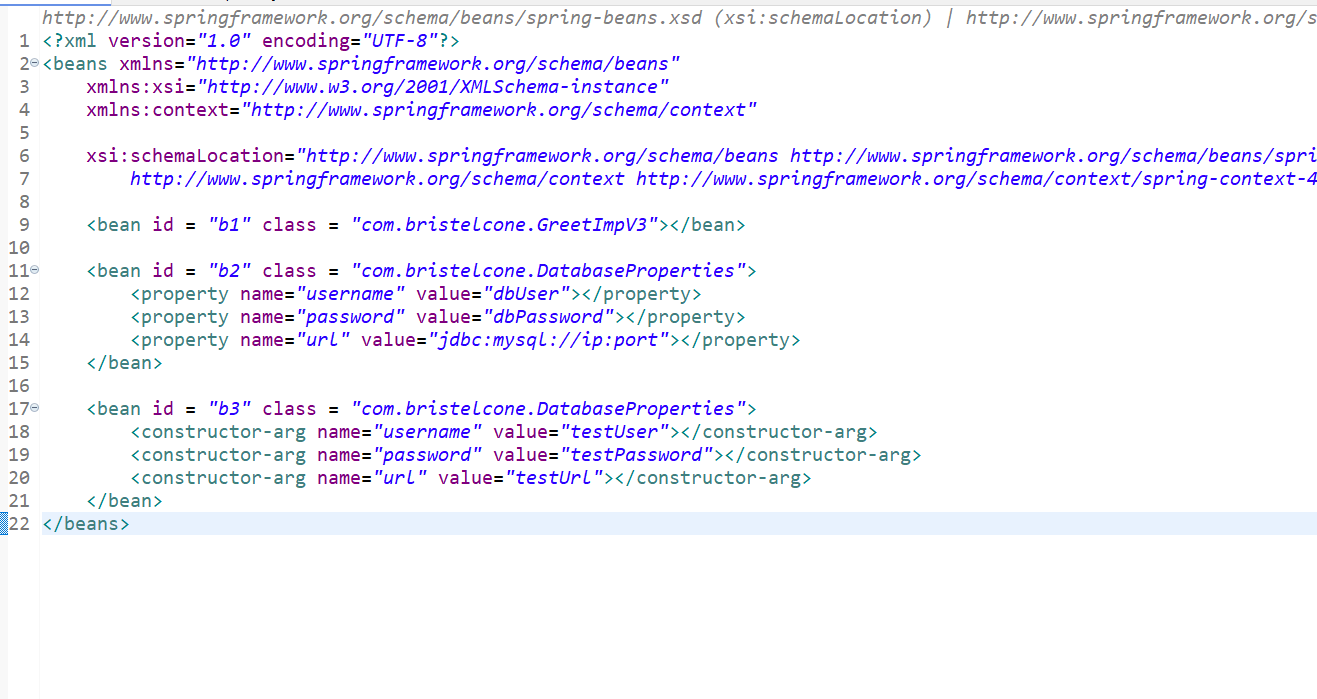 http://www.springframework.org/schema/beans/spring-beans.xsd (xsi:schemaLocation) | http://www.springframework.org/s
1 <?xml version="1.0" encoding="UTF-8"?>
2 <beans xmlns="http://www.springframework.org/schema/beans"
3 xmlns:xsi="http://www.w3.org/2001/XMLSchema-instance"
4 xmlns:context="http://www.springframework.org/schema/context"
5
6 xsi:schemaLocation="http://www.springframework.org/schema/beans http://www.springframework.org/schema/beans/spri
7 http://www.springframework.org/schema/context http://www.springframework.org/schema/context/spring-context-4
8
9 <bean id = "b1" class = "com.bristelcone.GreetImpV3"></bean>
10
11 <bean id = "b2" class = "com.bristelcone.DatabaseProperties">
12 <property name="username" value="dbUser"></property>
13 <property name="password" value="dbPassword"></property>
14 <property name="url" value="jdbc:mysql://ip:port"></property>
15 </bean>
16
17 <bean id = "b3" class = "com.bristelcone.DatabaseProperties">
18 <constructor-arg name="username" value="testUser"></constructor-arg>
19 <constructor-arg name="password" value="testPassword"></constructor-arg>
20 <constructor-arg name="url" value="testUrl"></constructor-arg>
21 </bean>
22 </beans>